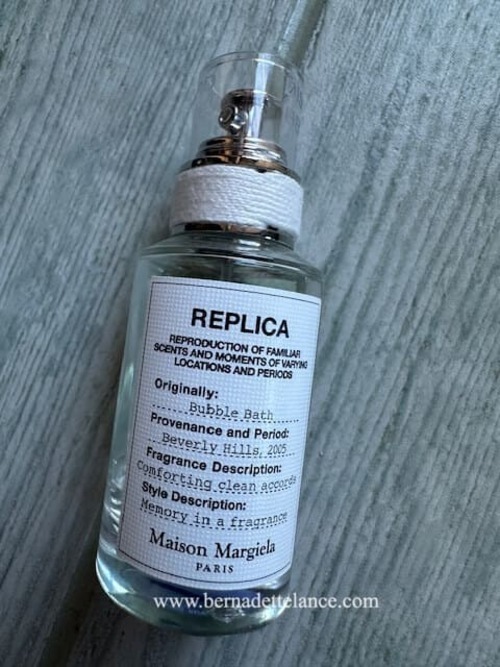 REPLICA
REPRODUCTION OF FAMILIAR
SCENTS AND MOMENTS OF VARYING
LOCATIONS AND PERIODS
Originally:
Bubble Bath
Provenance and Period:
Beverly Hills, 2005
Fragrance Description:
Comforting clean accords
Style Description:
Memory in a fragrance
Maison Margiela
PARIS
www.bernadettelance.com